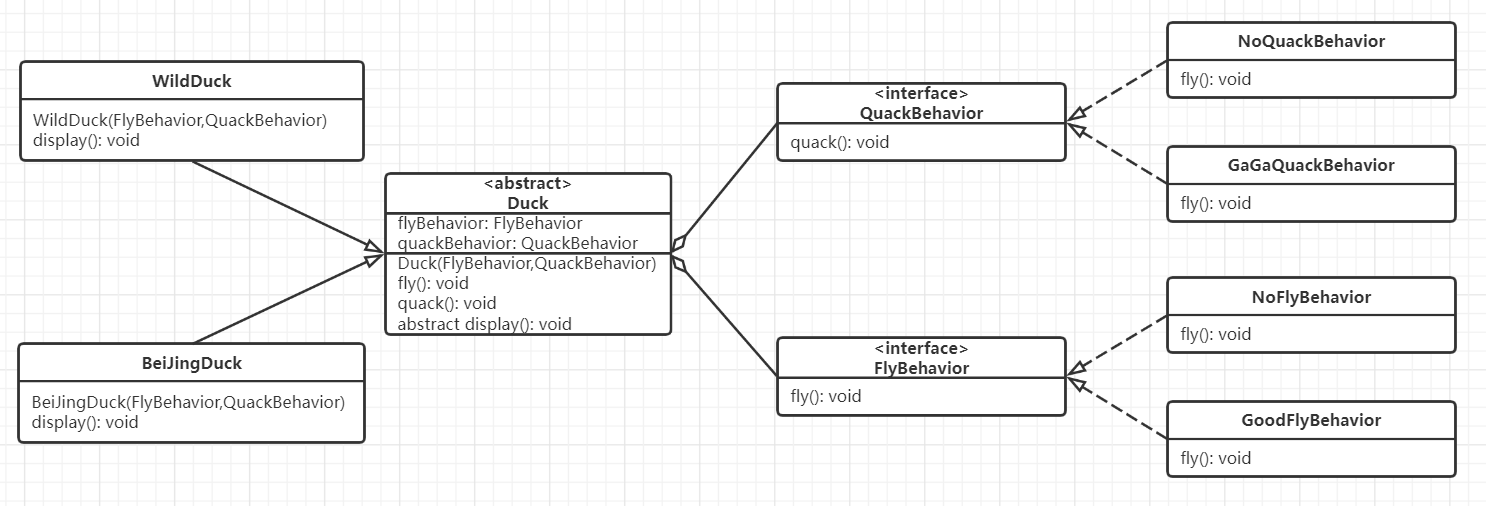 WildDuck
WildDuck(FlyBehavior,QuackBehavior)
display(): void
BeiJingDuck
BeiJingDuck(FlyBehavior,QuackBehavior)
display(): void
<abstract>
Duck
flyBehavior: FlyBehavior
quackBehavior: QuackBehavior
Duck(FlyBehavior,QuackBehavior)
fly(): void
quack(): void
abstract display(): void
<interface>
QuackBehavior
quack(): void
<interface>
FlyBehavior
fly(): void
NoQuackBehavior
fly(): void
GaGaQuackBehavior
fly(): void
NoFlyBehavior
fly(): void
GoodFlyBehavior
fly(): void